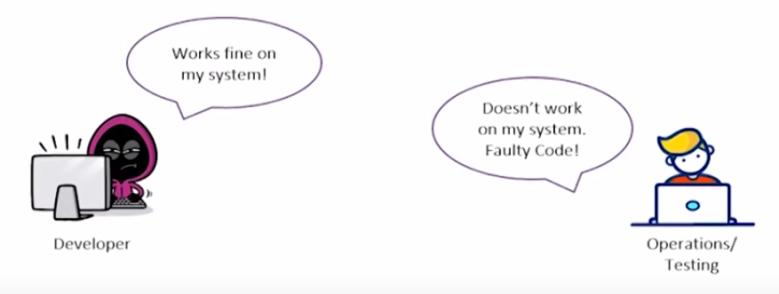 Works fine on
my system!
Doesn't work
on my system.
Faulty Code!
Developer
Operations/
Testing